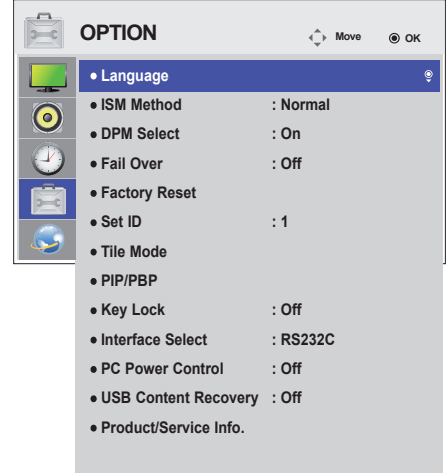 OPTION Move OK
● Language
● ISM Method : Normal
● DPM Select : On
● Fail Over : Off
● Factory Reset
● Set ID : 1
● Tile Mode
● PIP/PBP
● Key Lock : Off
● Interface Select : RS232C
● PC Power Control : Off
● USB Content Recovery : Off
● Product/Service Info.